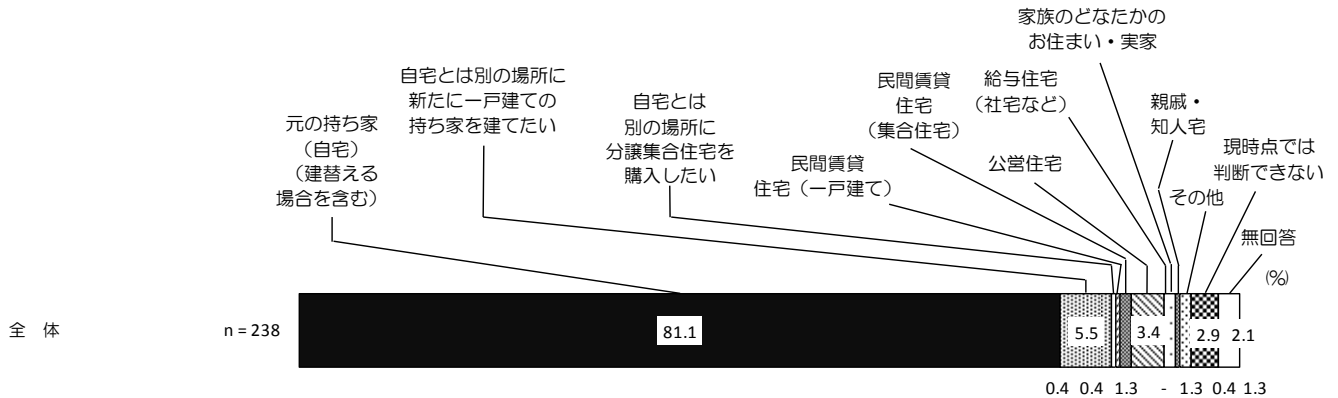 家族のどなたかの
お住まい・実家
自宅とは別の場所に
新たに一戸建ての
持ち家を建てたい
自宅とは
別の場所に
分譲集合住宅を
購入したい
民間賃貸
住宅
（集合住宅）
給与住宅
（社宅など）
親戚・
知人宅
元の持ち家
（自宅）
（建替える
場合を含む）
民間賃貸
住宅（一戸建て）
公営住宅
現時点では
判断できない
その他
無回答
(%)
全　体
n = 238
81.1
5.5
3.4
2.9
2.1
0.4 0.4 1.3 - 1.3 0.4 1.3